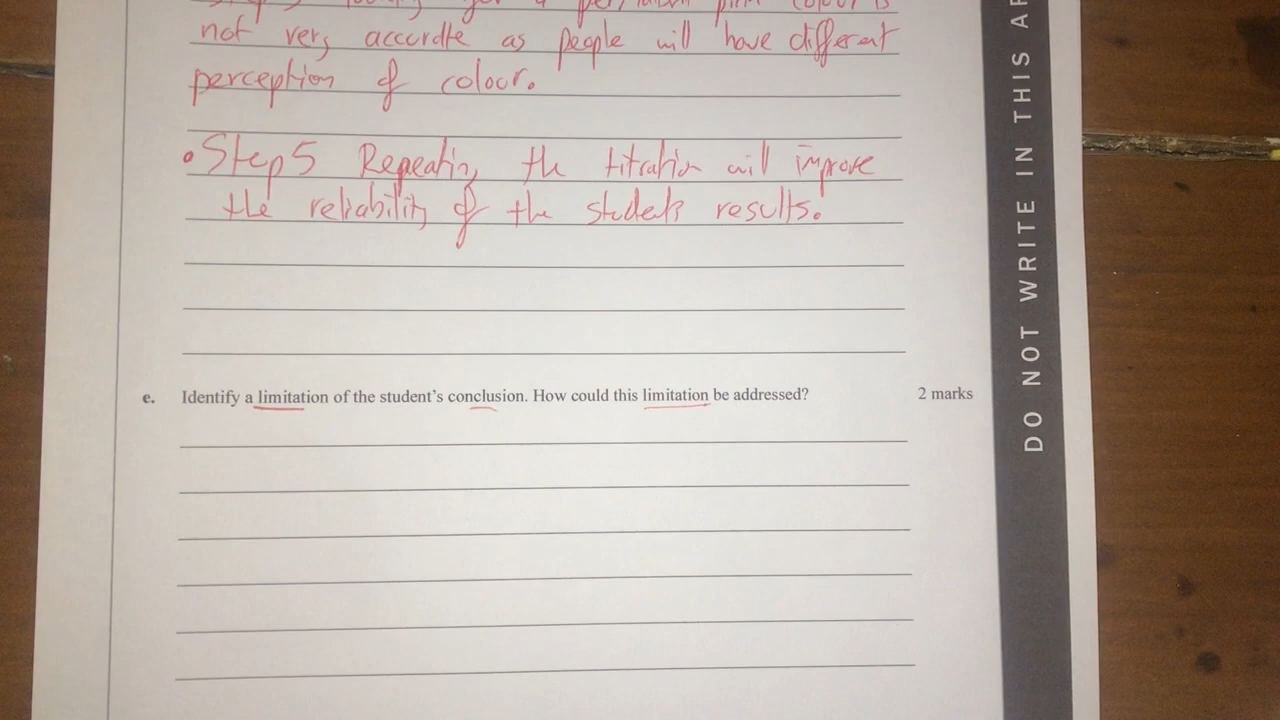 not very accurate as people will have different
perception of colour.
• Step 5 Repeating the titration will improve
the reliability of the students results.
e. Identify a limitation of the student's conclusion. How could this limitation be addressed? 2 marks
DO NOT WRITE IN THIS AR